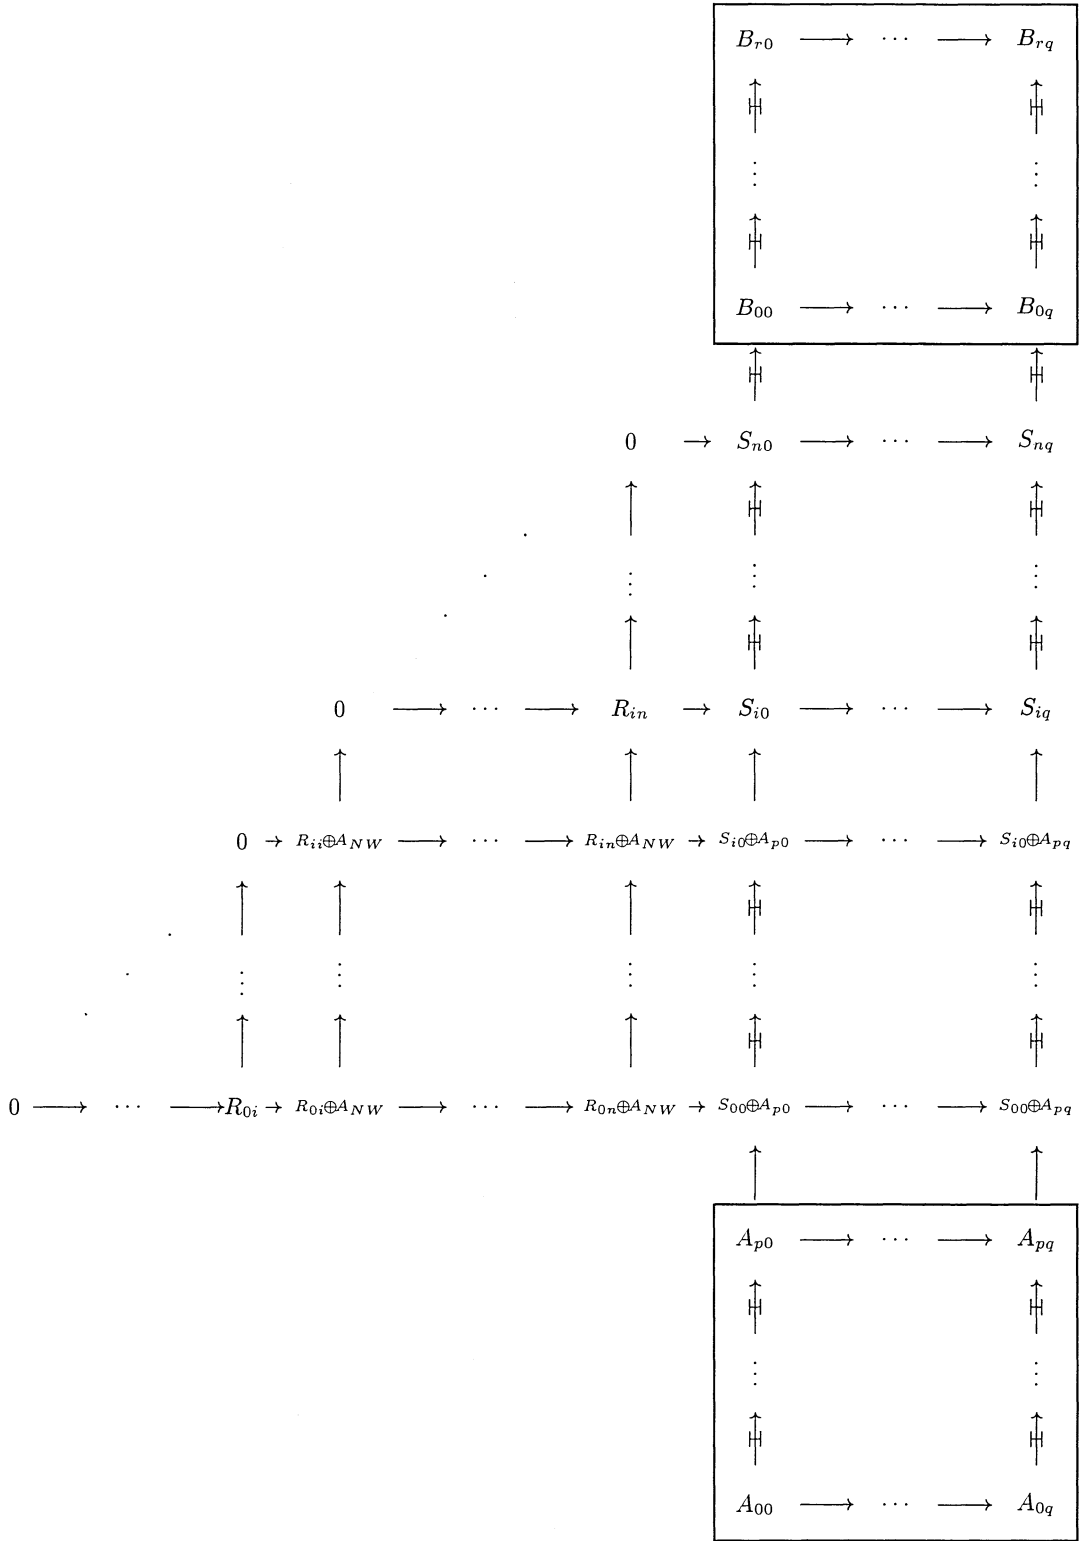 B_{r0} → ⋯ → B_{rq}
⋮ ⋮
B_{00} → ⋯ → B_{0q}
0 → S_{n0} → ⋯ → S_{nq}
⋮ ⋮ ⋮
0 → ⋯ → R_{in} → S_{i0} → ⋯ → S_{iq}
0 → R_{ii}⊕A_{NW} → ⋯ → R_{in}⊕A_{NW} → S_{i0}⊕A_{p0} → ⋯ → S_{i0}⊕A_{pq}
⋮ ⋮ ⋮ ⋮ ⋮
0 → ⋯ → R_{0i} → R_{0i}⊕A_{NW} → ⋯ → R_{0n}⊕A_{NW} → S_{00}⊕A_{p0} → ⋯ → S_{00}⊕A_{pq}
A_{p0} → ⋯ → A_{pq}
⋮ ⋮
A_{00} → ⋯ → A_{0q}